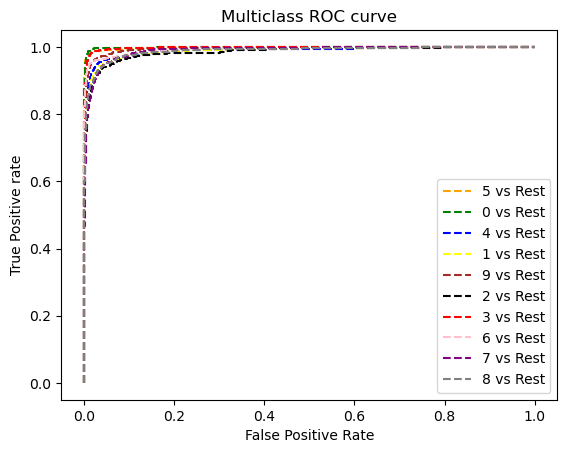 Multiclass ROC curve
True Positive rate
1.0
0.8
0.6
0.4
0.2
0.0
5 vs Rest
0 vs Rest
4 vs Rest
1 vs Rest
9 vs Rest
2 vs Rest
3 vs Rest
6 vs Rest
7 vs Rest
8 vs Rest
0.0 0.2 0.4 0.6 0.8 1.0
False Positive Rate